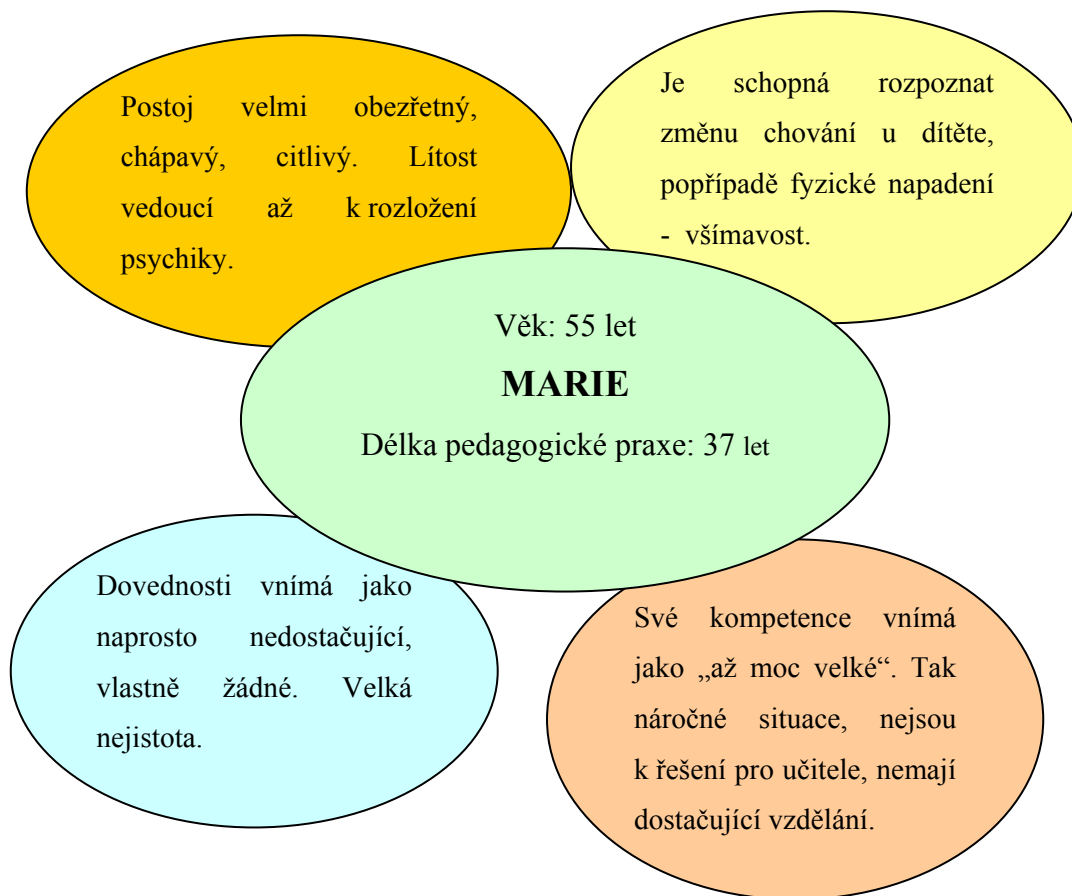 Postoj velmi obezřetný,
chápavý, citlivý. Lítost
vedoucí až k rozložení
psychiky.
Je schopná rozpoznat
změnu chování u dítěte,
popřípadě fyzické napadení
- všímavost.
Věk: 55 let
MARIE
Délka pedagogické praxe: 37 let
Dovednosti vnímá jako
naprosto nedostačující,
vlastně žádné. Velká
nejistota.
Své kompetence vnímá
jako „až moc velké“. Tak
náročné situace, nejsou
k řešení pro učitele, nemají
dostačující vzdělání.